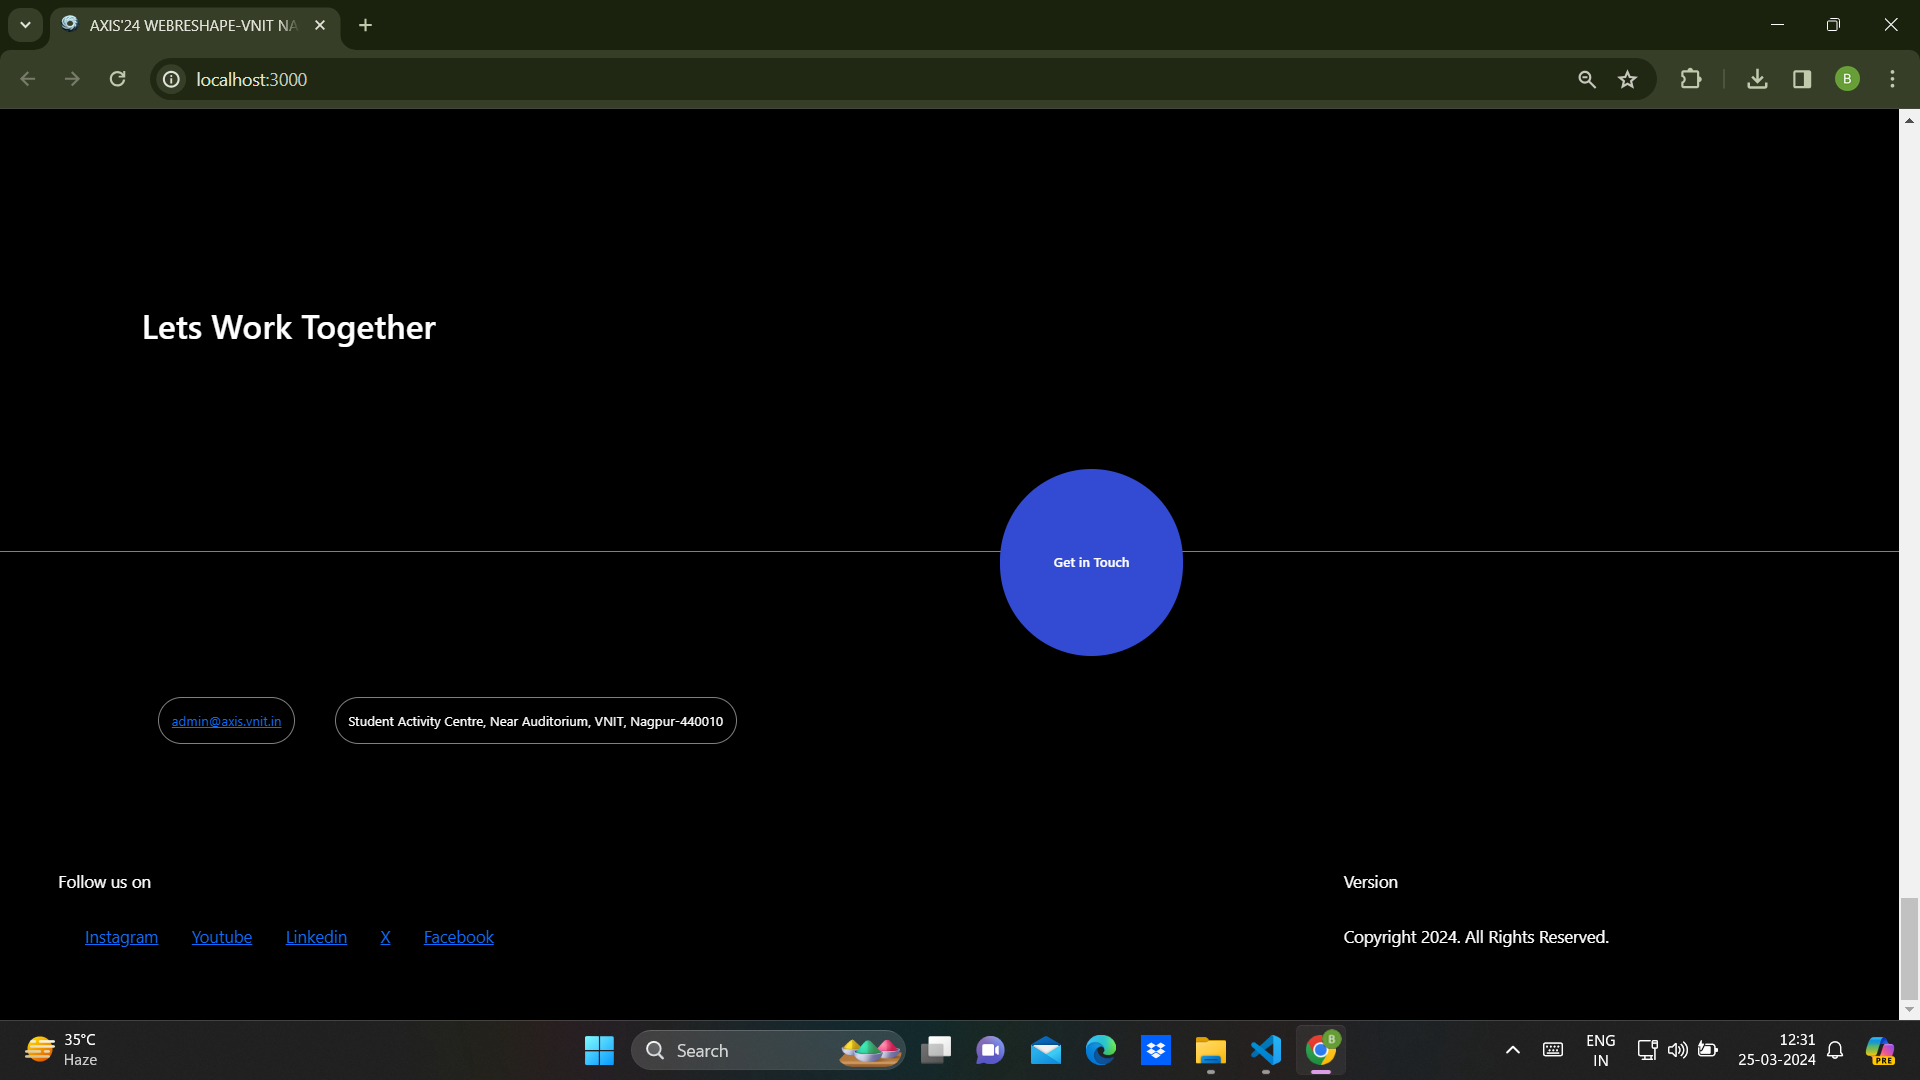 AXIS'24 WEBRESHAPE-VNIT NA
localhost:3000
B
Lets Work Together
Get in Touch
admin@axis.vnit.in
Student Activity Centre, Near Auditorium, VNIT, Nagpur-440010
Follow us on
Version
Instagram Youtube Linkedin X Facebook
Copyright 2024. All Rights Reserved.
35°C
Haze
Search
B
ENG
IN
12:31
25-03-2024
PRE